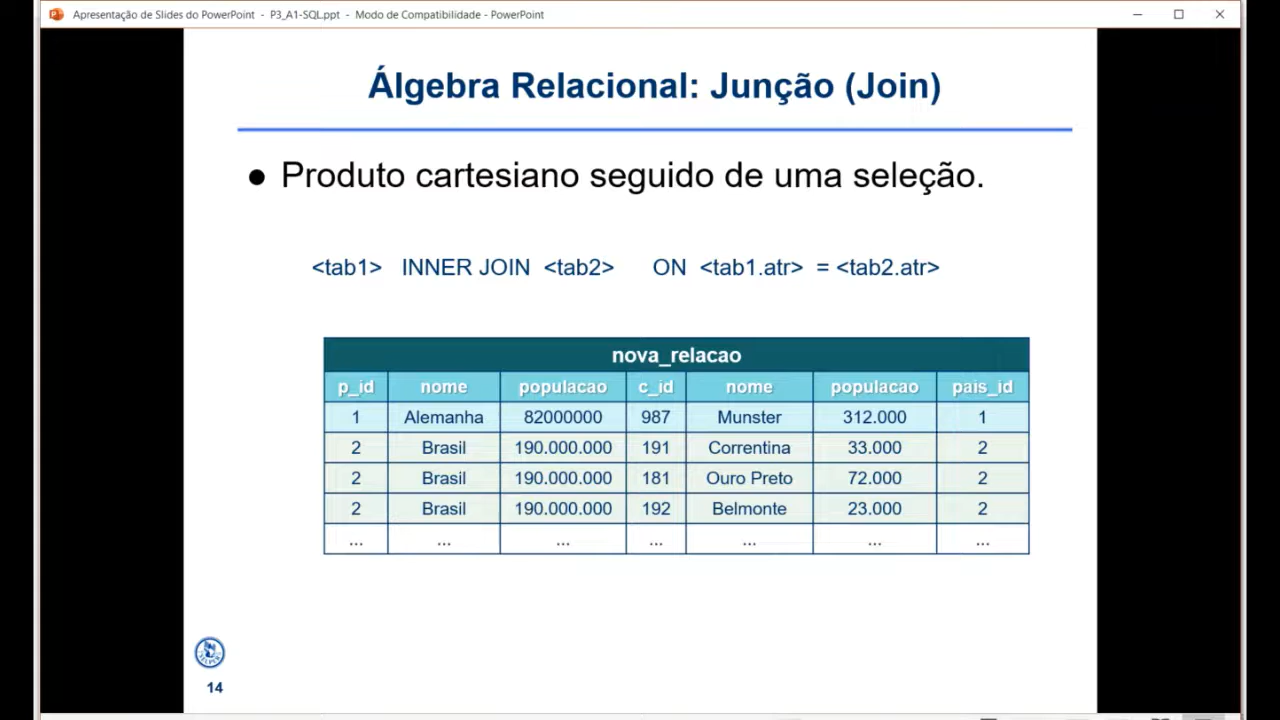 Apresentação de Slides do PowerPoint - P3_A1-SQL.ppt - Modo de Compatibilidade - PowerPoint
Álgebra Relacional: Junção (Join)
● Produto cartesiano seguido de uma seleção.
<tab1> INNER JOIN <tab2> ON <tab1.atr> = <tab2.atr>
nova_relacao
p_id nome populacao c_id nome populacao pais_id
1 Alemanha 82000000 987 Munster 312.000 1
2 Brasil 190.000.000 191 Correntina 33.000 2
2 Brasil 190.000.000 181 Ouro Preto 72.000 2
2 Brasil 190.000.000 192 Belmonte 23.000 2
... ... ... ... ... ... ...
14